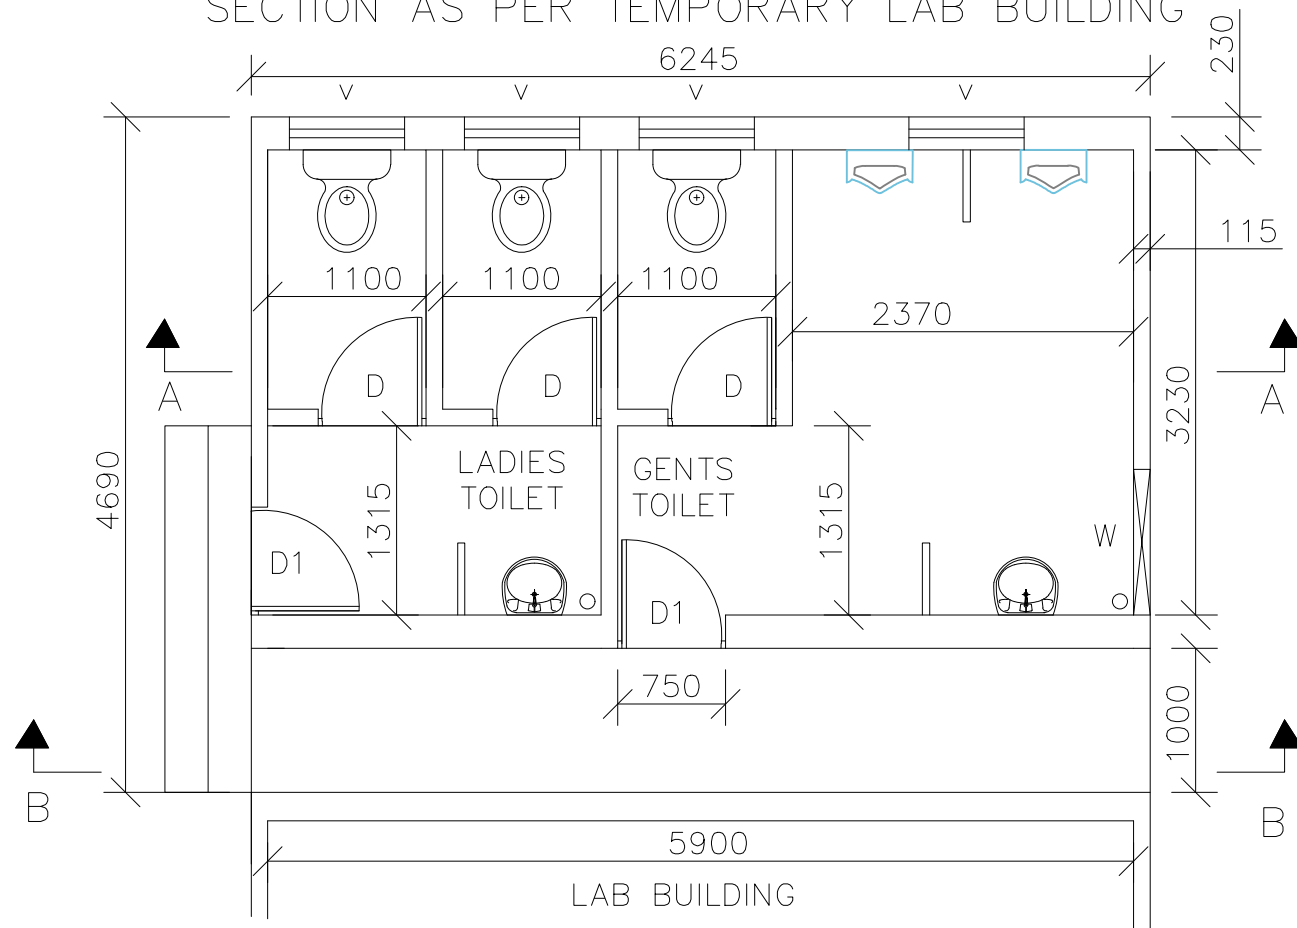 SECTION AS PER TEMPORARY LAB BUILDING
6245
230
V V V V
115
1100 1100 1100
2370
D D D
A A
3230
4690
LADIES
TOILET
GENTS
TOILET
1315 1315
W
D1
D1
750
1000
B B
5900
LAB BUILDING